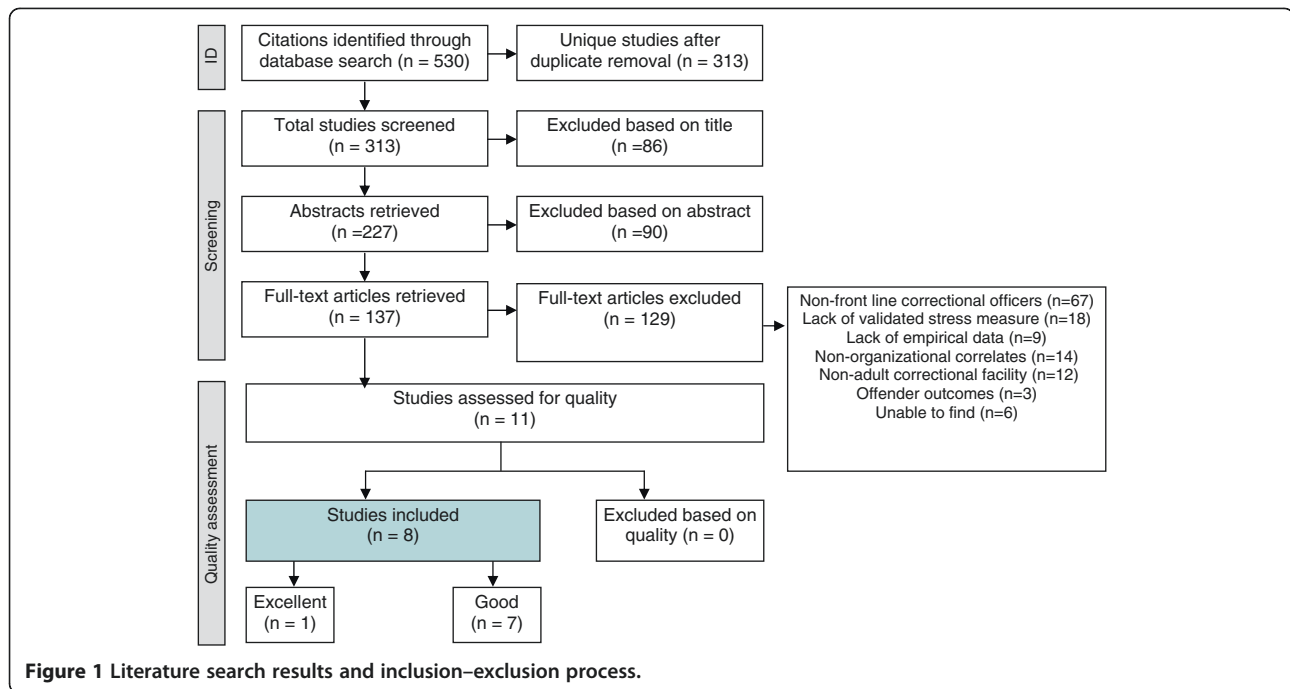 ID
Citations identified through
database search (n = 530)
Unique studies after
duplicate removal = 313)
Screening
Total studies screened
(n = 313)
Excluded based on title
(n =86)
Abstracts retrieved
(n =227)
Excluded based on abstract
(n =90)
Full-text articles retrieved
(n = 137)
Full-text articles excluded
(n = 129)
Non-front line correctional officers (n=67)
Lack of validated stress measure (n=18)
Lack of empirical data (n=9)
Non-organizational correlates (n=14)
Non-adult correctional facility (n=12)
Offender outcomes (n=3)
Unable to find (n=6)
Quality assessment
Studies assessed for quality
(n = 11)
Studies included
(n = 8)
Excluded based on
quality (n = 0)
Excellent
(n = 1)
Good
(n = 7)
Figure 1 Literature search results and inclusion–exclusion process.